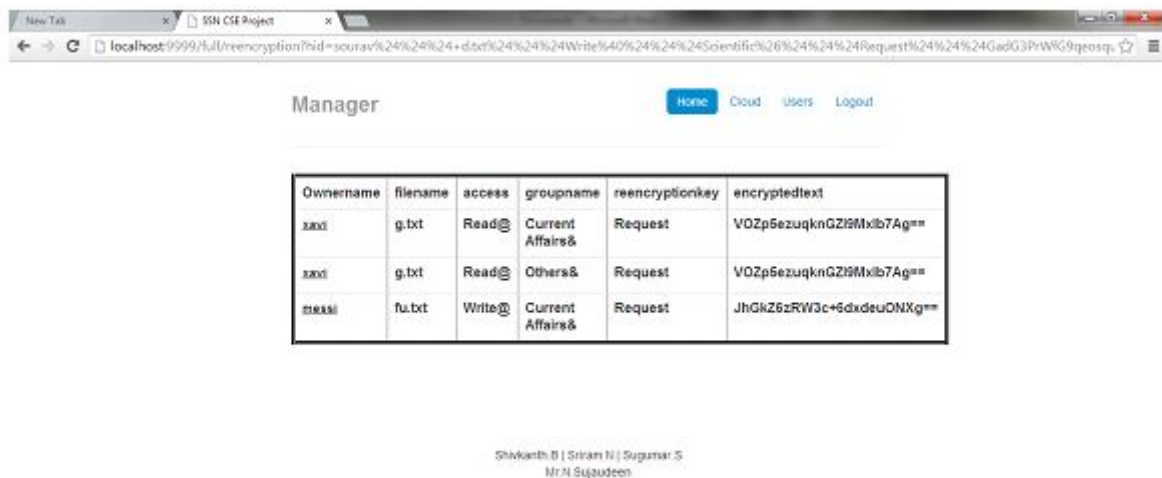 New Tab
SSN CSE Project
localhost:9999/full/reencryption?hid=sourav%24%24%24+d.txt%24%24%24Write%40%24%24%24Scientific%26%24%24%24Request%24%24%24
Manager
Home Cloud Users Logout
Ownername filename access groupname reencryptionkey encryptedtext
xavi g.txt Read@ Current Affairs& Request
xavi g.txt Read@ Others& Request
messi fu.txt Write@ Current Affairs& Request JhGkZ6zRW3c+6dxdeuONXg==
Shivkanth.B | Sriram N | Sugumar.S
Mr.N.Sujaudeen